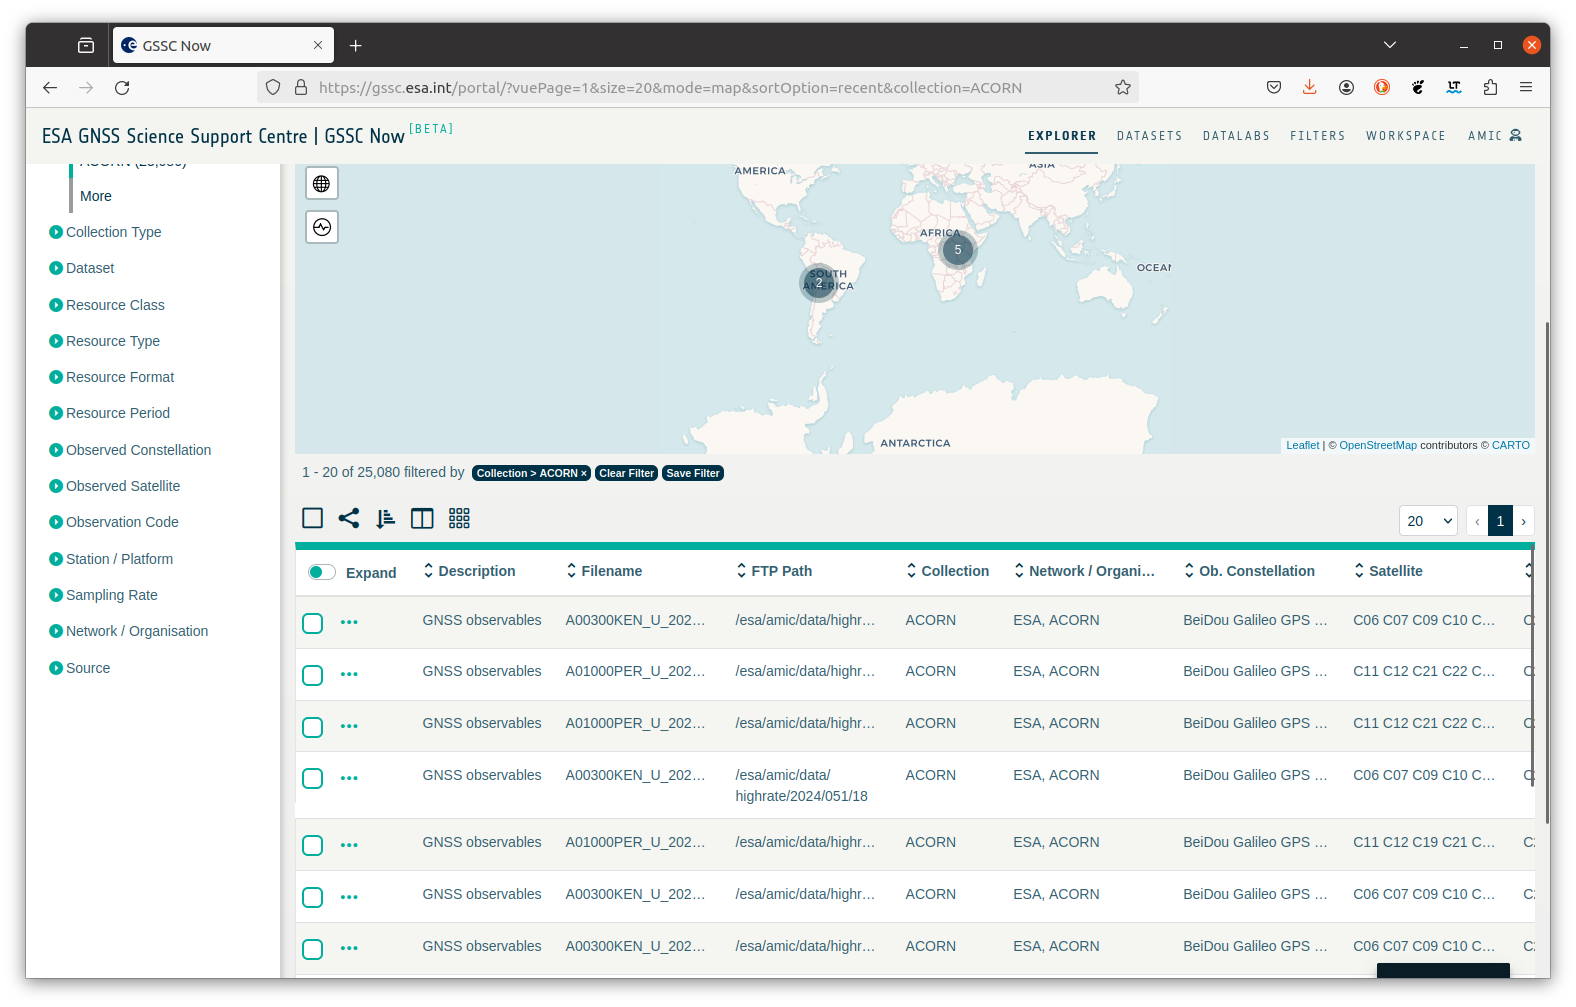 GSSC Now
https://gssc.esa.int/portal/?vuePage=1&size=20&mode=map&sortOption=recent&collection=ACORN
LT
ESA GNSS Science Support Centre | GSSC Now [BETA]
EXPLORER DATASETS DATALABS FILTERS WORKSPACE AMIC
More
Collection Type
Dataset
Resource Class
Resource Type
Resource Format
Resource Period
Observed Constellation
Observed Satellite
Observation Code
Station / Platform
Sampling Rate
Network / Organisation
Source
AMERICA
ASIA
AFRICA
5
SOUTH
AMERICA
2
OCEAN
ANTARCTICA
Leaflet | © OpenStreetMap contributors © CARTO
1 - 20 of 25,080 filtered by Collection > ACORN × Clear Filter Save Filter
20 ‹ 1 ›
Expand Description Filename FTP Path Collection Network / Organi… Ob. Constellation Satellite
GNSS observables A00300KEN_U_202… /esa/amic/data/highr… ACORN ESA, ACORN BeiDou Galileo GPS … C06 C07 C09 C10 C…
GNSS observables A01000PER_U_202… /esa/amic/data/highr… ACORN ESA, ACORN BeiDou Galileo GPS … C11 C12 C21 C22 C…
GNSS observables A01000PER_U_202… /esa/amic/data/highr… ACORN ESA, ACORN BeiDou Galileo GPS … C11 C12 C21 C22 C…
GNSS observables A00300KEN_U_202… /esa/amic/data/ ACORN ESA, ACORN BeiDou Galileo GPS … C06 C07 C09 C10 C…
highrate/2024/051/18
GNSS observables A01000PER_U_202… /esa/amic/data/highr… ACORN ESA, ACORN BeiDou Galileo GPS … C11 C12 C19 C21 C…
GNSS observables A00300KEN_U_202… /esa/amic/data/highr… ACORN ESA, ACORN BeiDou Galileo GPS … C06 C07 C09 C10 C…
GNSS observables A00300KEN_U_202… /esa/amic/data/highr… ACORN ESA, ACORN BeiDou Galileo GPS … C06 C07 C09 C10 C…